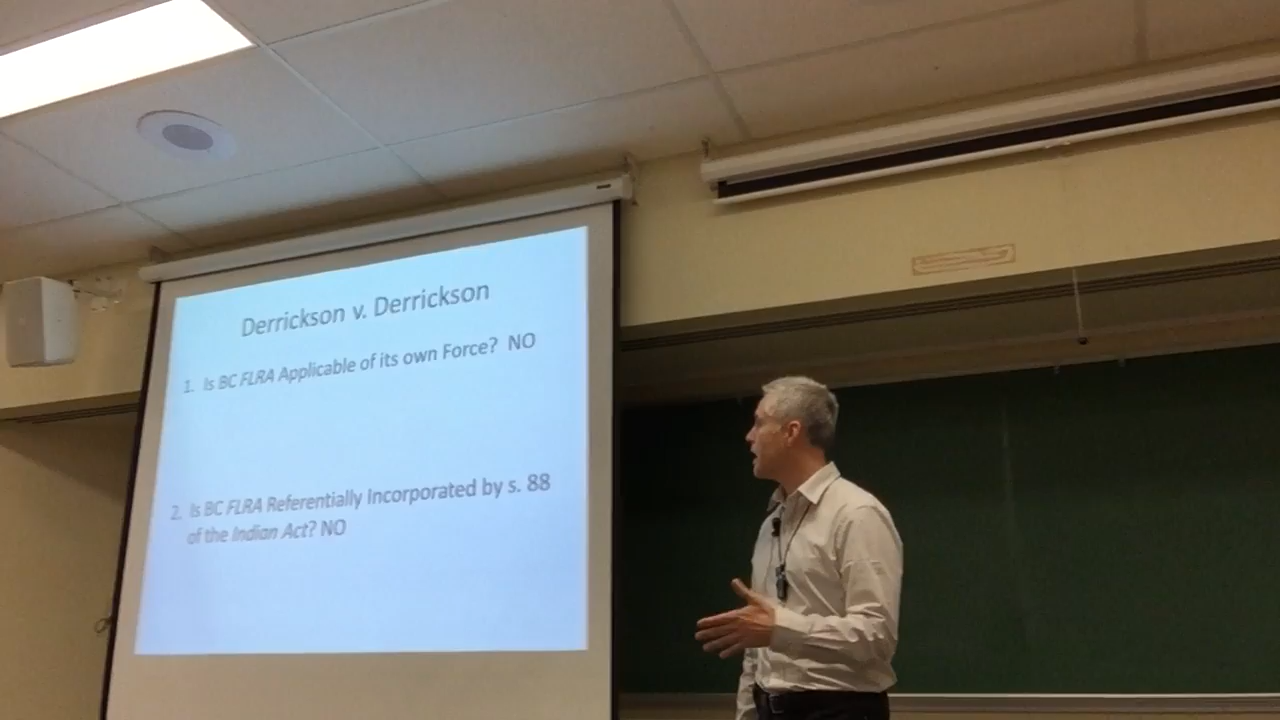 Derrickson v. Derrickson
1. Is BC FLRA Applicable of its own Force? NO
2. Is BC FLRA Referentially Incorporated by s. 88
of the Indian Act? NO